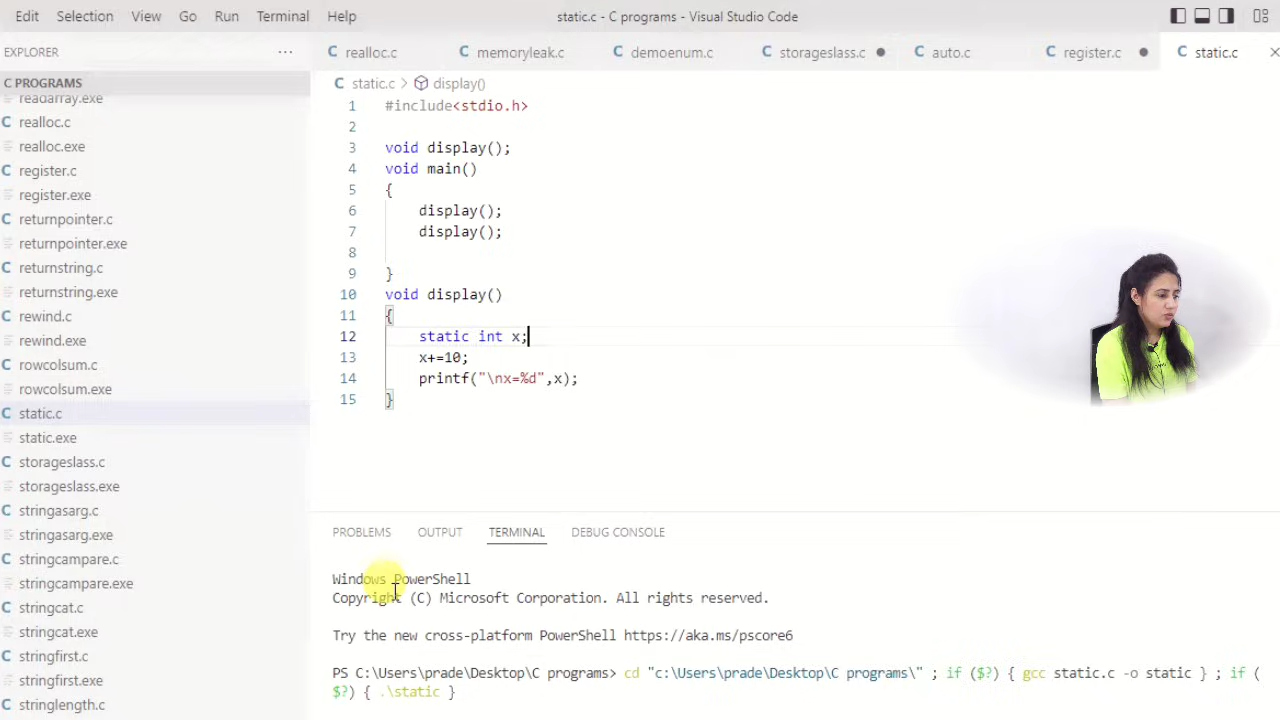 Edit Selection View Go Run Terminal Help static.c - C programs - Visual Studio Code
EXPLORER ··· realloc.c memoryleak.c demoenum.c storageslass.c auto.c register.c static.c
C PROGRAMS
readarray.exe
realloc.c
realloc.exe
register.c
register.exe
returnpointer.c
returnpointer.exe
returnstring.c
returnstring.exe
rewind.c
rewind.exe
rowcolsum.c
rowcolsum.exe
static.c
static.exe
storageslass.c
storageslass.exe
stringasarg.c
stringasarg.exe
stringcampare.c
stringcampare.exe
stringcat.c
stringcat.exe
stringfirst.c
stringfirst.exe
stringlength.c
static.c > display()
1 #include<stdio.h>
2
3 void display();
4 void main()
5 {
6 display();
7 display();
8
9 }
10 void display()
11 {
12 static int x;
13 x+=10;
14 printf("\nx=%d",x);
15 }
PROBLEMS OUTPUT TERMINAL DEBUG CONSOLE
Windows PowerShell
Copyright (C) Microsoft Corporation. All rights reserved.
Try the new cross-platform PowerShell https://aka.ms/pscore6
PS C:\Users\prade\Desktop\C programs> cd "c:\Users\prade\Desktop\C programs\" ; if ($?) { gcc static.c -o static } ; if (
$?) { .\static }